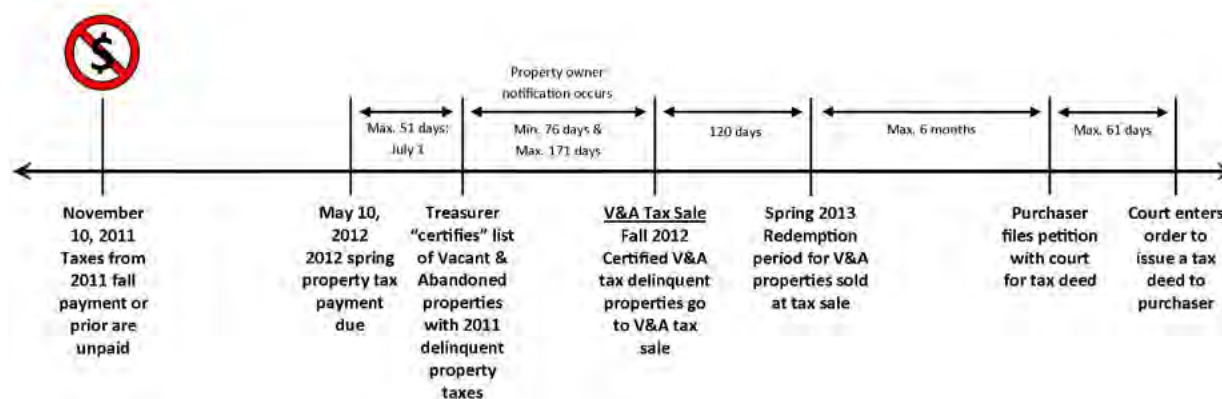 $
Property owner
notification occurs
Max. 51 days:
July 1
Min. 76 days &
Max. 171 days
120 days
Max. 6 months
Max. 61 days
November
10, 2011
Taxes from
2011 fall
payment or
prior are
unpaid
May 10,
2012
2012 spring
property tax
payment
due
Treasurer
“certifies” list
of Vacant &
Abandoned
properties
with 2011
delinquent
property
taxes
V&A Tax Sale
Fall 2012
Certified V&A
tax delinquent
properties go
to V&A tax
sale
Spring 2013
Redemption
period for V&A
properties sold
at tax sale
Purchaser
files petition
with court
for tax deed
Court enters
order to
issue a tax
deed to
purchaser